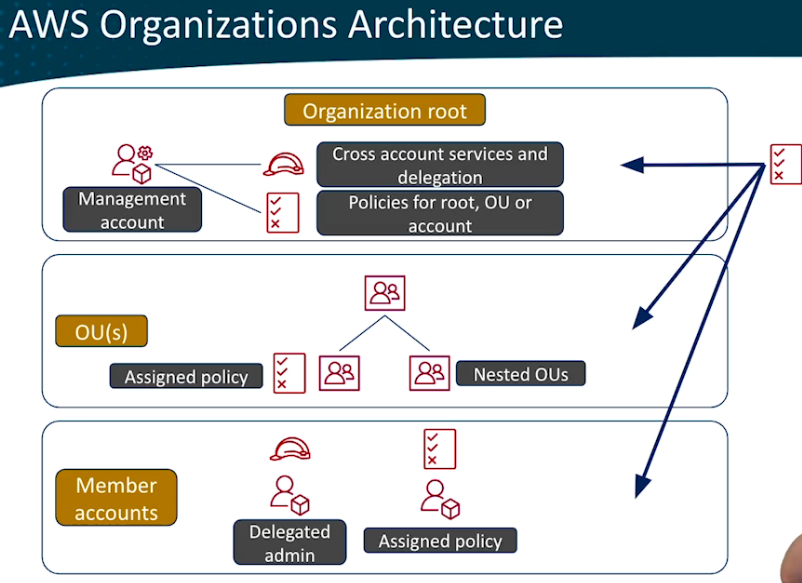 AWS Organizations Architecture
Organization root
Cross account services and
delegation
Management
account
Policies for root, OU or
account
OU(s)
Assigned policy
Nested OUs
Member
accounts
Delegated
admin
Assigned policy